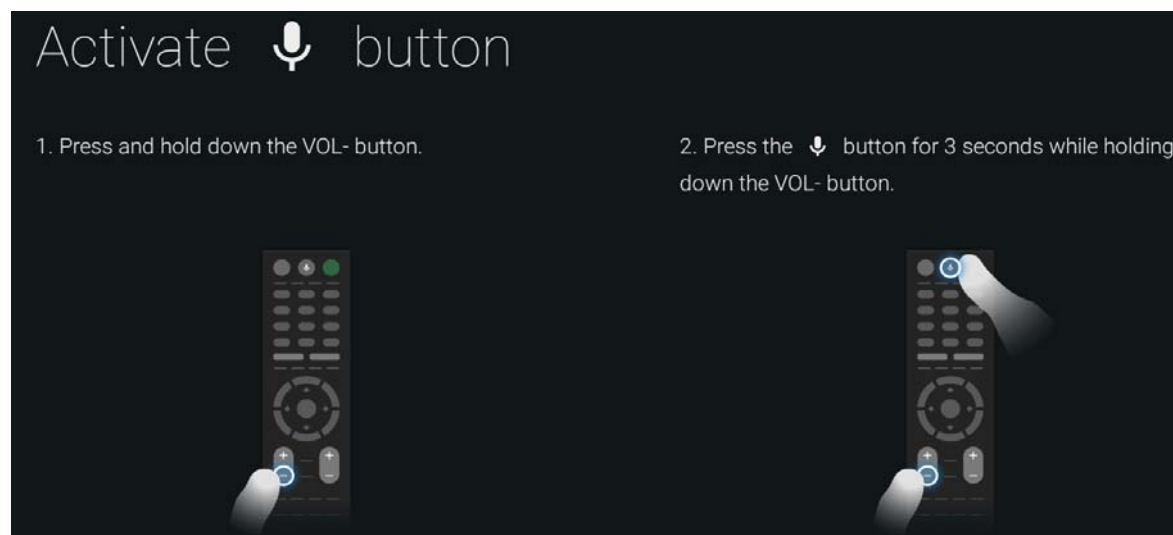 Activate button
1. Press and hold down the VOL- button.
2. Press the button for 3 seconds while holding
down the VOL- button.
+
-
+
-
+
-
+
-